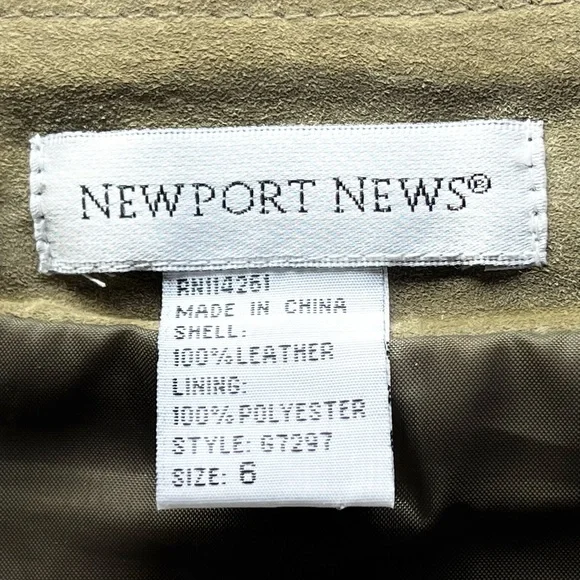 NEWPORT NEWS®
RN114261
MADE IN CHINA
SHELL:
100%LEATHER
LINING:
100%POLYESTER
STYLE: G7297
SIZE: 6